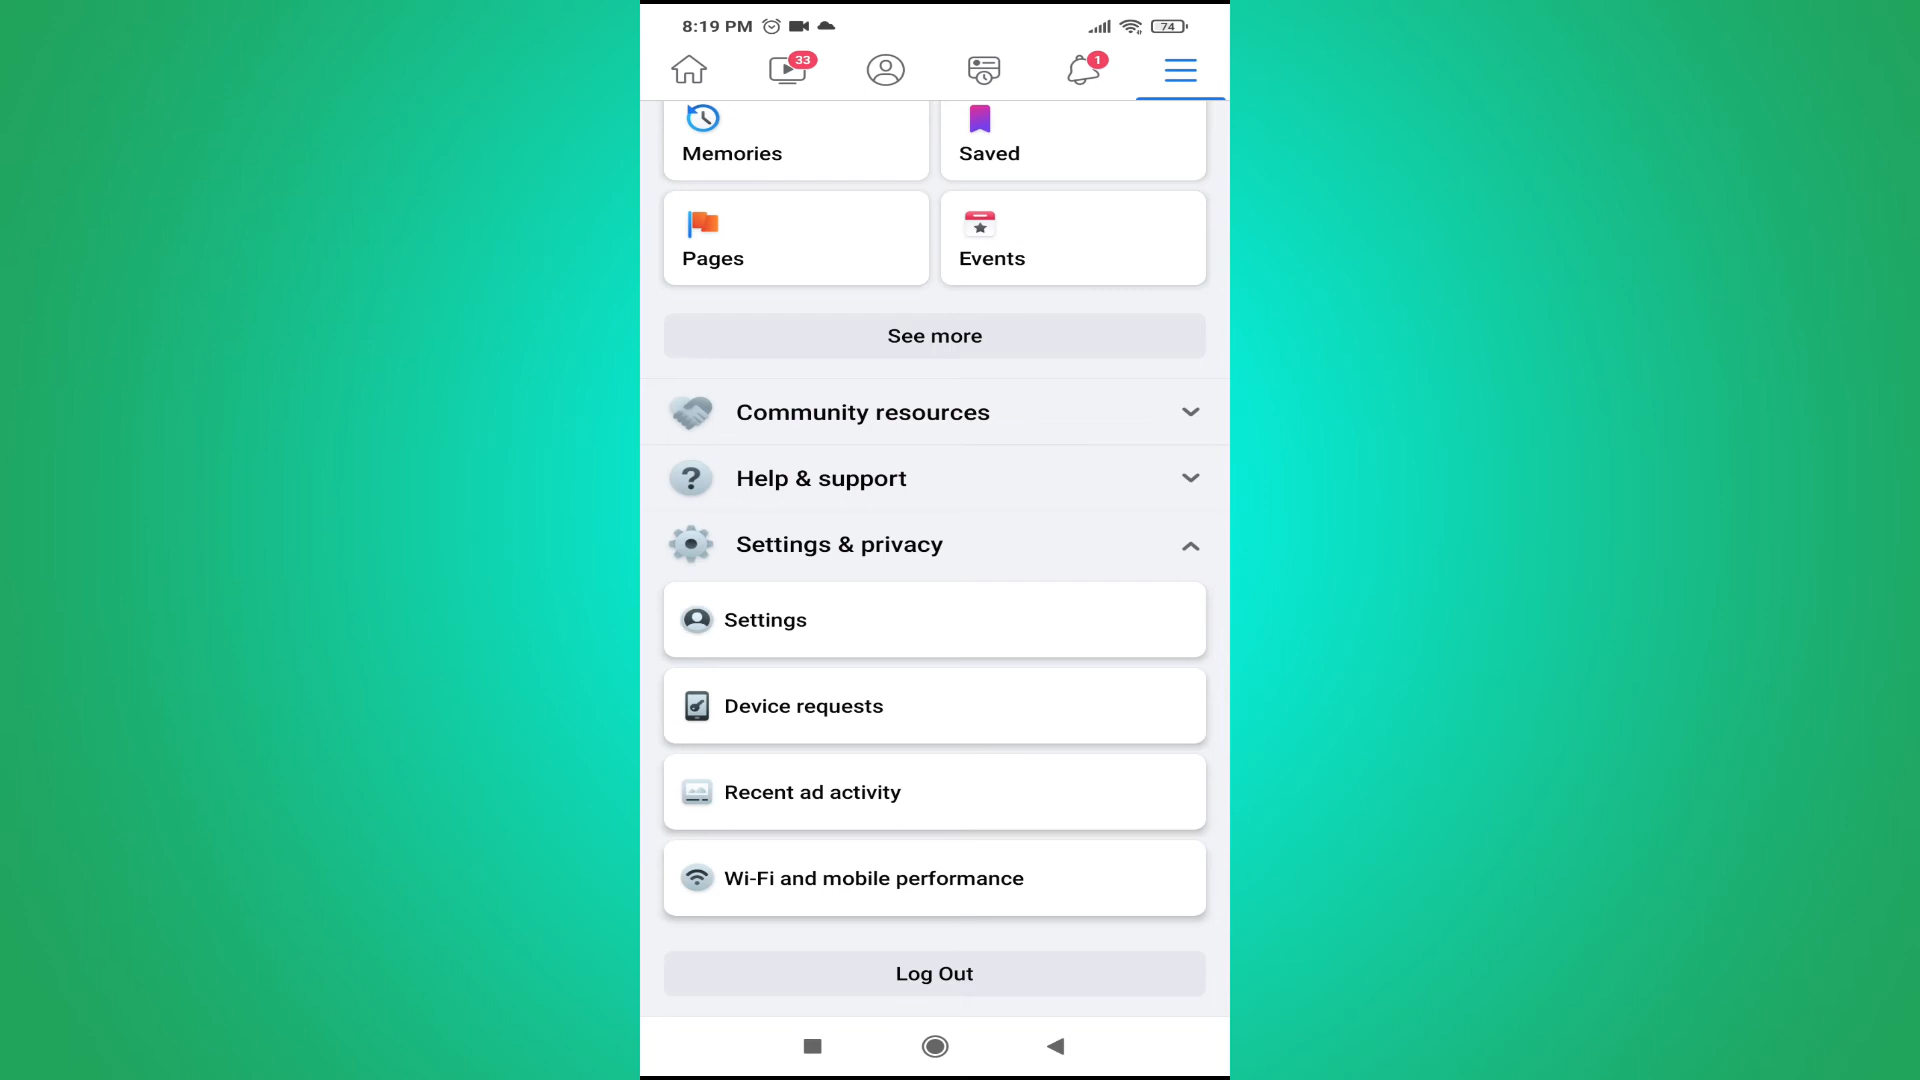 8:19 PM
74
33
1
Memories
Saved
Pages
Events
See more
Community resources
Help & support
Settings & privacy
Settings
Device requests
Recent ad activity
Wi-Fi and mobile performance
Log Out